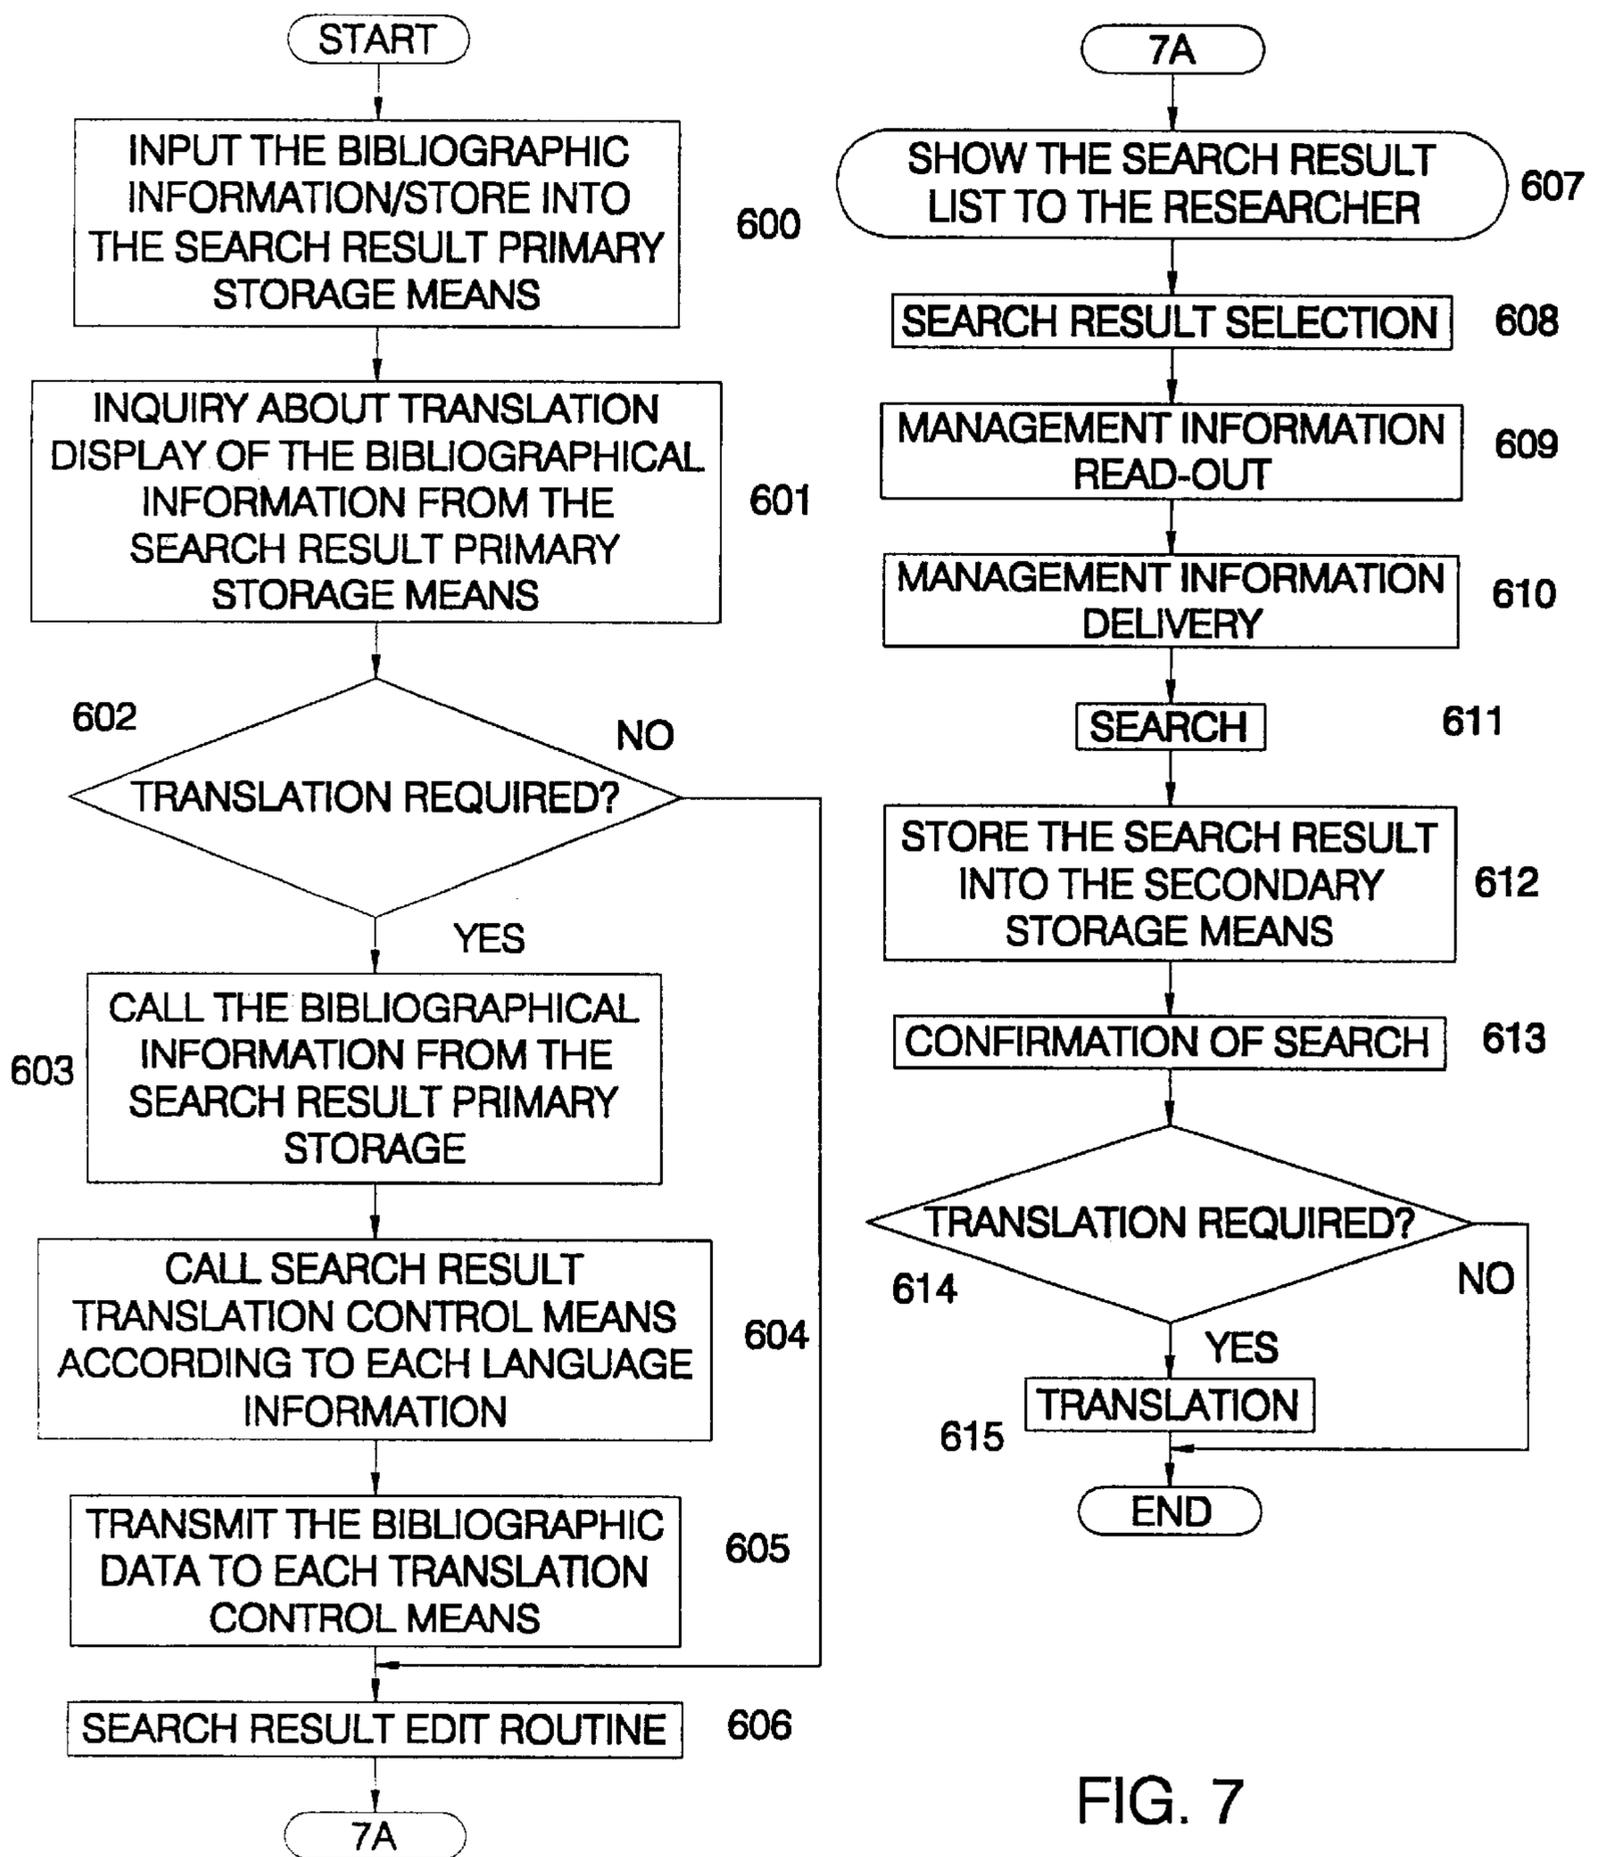 START
INPUT THE BIBLIOGRAPHIC
INFORMATION/STORE INTO
THE SEARCH RESULT PRIMARY
STORAGE MEANS
600
INQUIRY ABOUT TRANSLATION
DISPLAY OF THE BIBLIOGRAPHICAL
INFORMATION FROM THE
SEARCH RESULT PRIMARY
STORAGE MEANS
601
602
NO
TRANSLATION REQUIRED?
YES
CALL THE BIBLIOGRAPHICAL
INFORMATION FROM THE
SEARCH RESULT PRIMARY
STORAGE
603
CALL SEARCH RESULT
TRANSLATION CONTROL MEANS
ACCORDING TO EACH LANGUAGE
INFORMATION
604
TRANSMIT THE BIBLIOGRAPHIC
DATA TO EACH TRANSLATION
CONTROL MEANS
605
SEARCH RESULT EDIT ROUTINE
606
7A
7A
SHOW THE SEARCH RESULT
LIST TO THE RESEARCHER
607
SEARCH RESULT SELECTION
608
MANAGEMENT INFORMATION
READ-OUT
609
MANAGEMENT INFORMATION
DELIVERY
610
SEARCH
611
STORE THE SEARCH RESULT
INTO THE SECONDARY
STORAGE MEANS
612
CONFIRMATION OF SEARCH
613
TRANSLATION REQUIRED?
614
NO
YES
TRANSLATION
615
END
FIG. 7